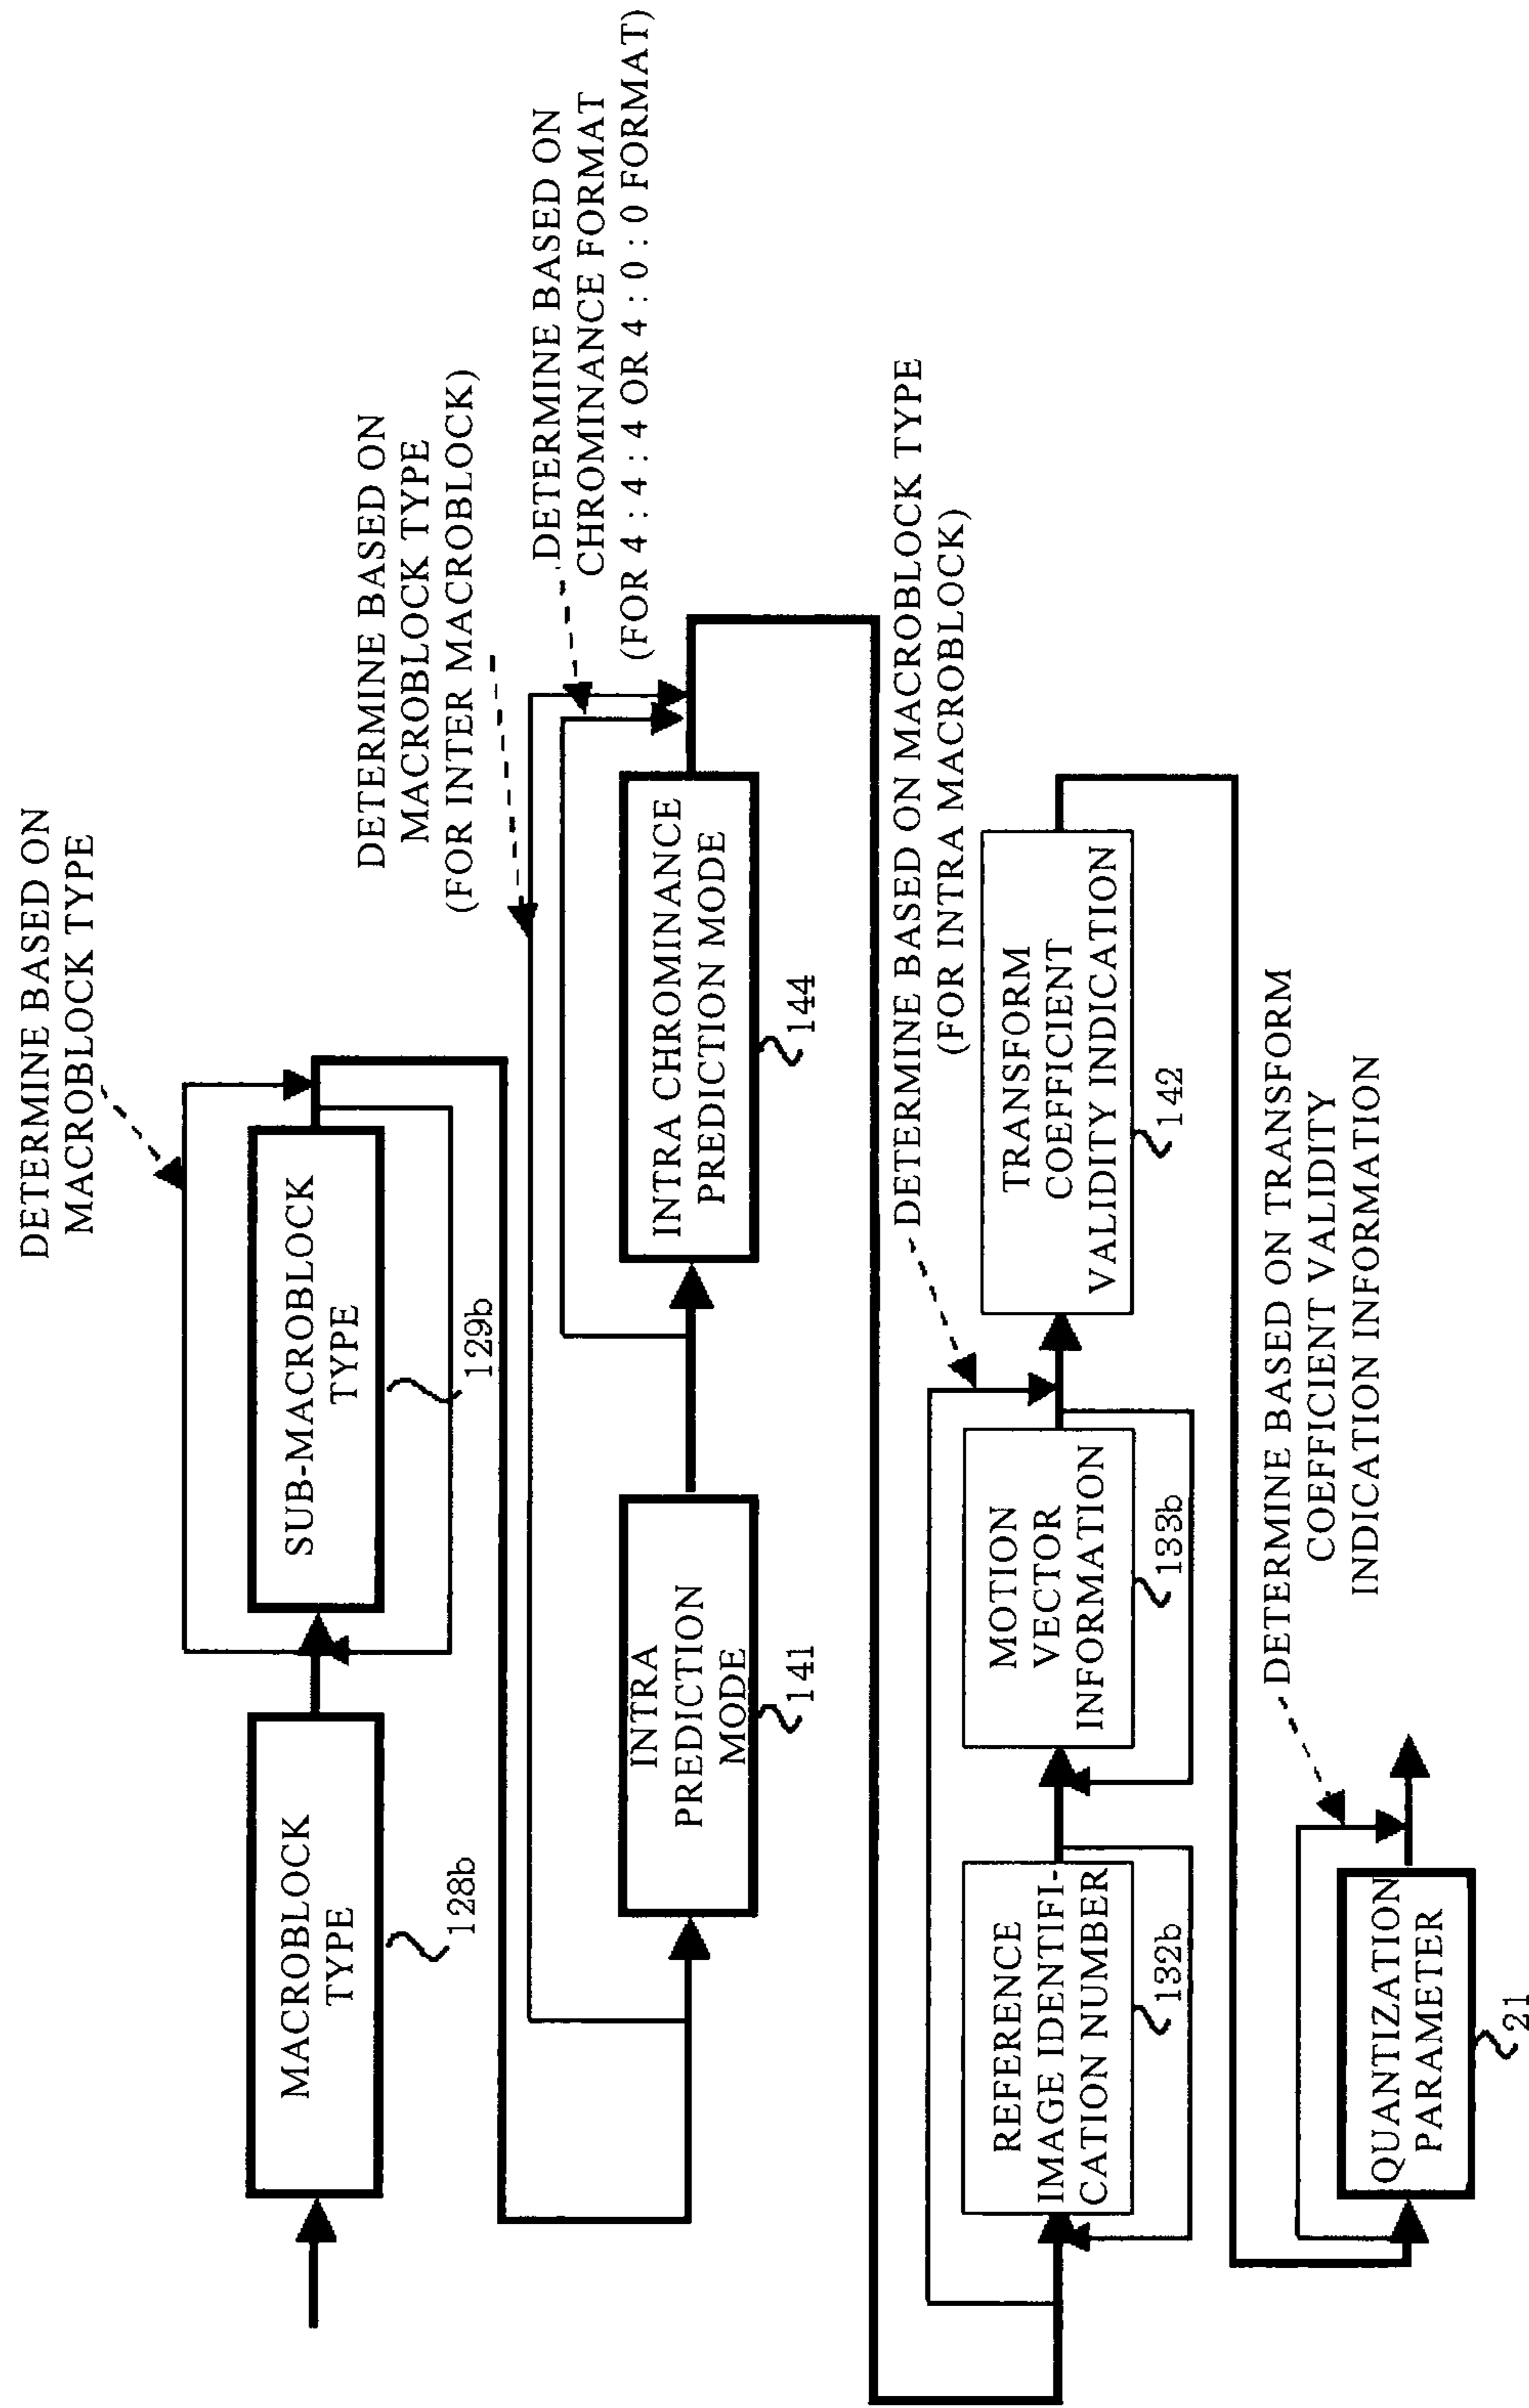 DETERMINE BASED ON
MACROBLOCK TYPE
MACROBLOCK
TYPE
128b
SUB-MACROBLOCK
TYPE
129b
DETERMINE BASED ON
MACROBLOCK TYPE
(FOR INTER MACROBLOCK)
DETERMINE BASED ON
CHROMINANCE FORMAT
(FOR 4 : 4 : 4 OR 4 : 0 : 0 FORMAT)
INTRA
PREDICTION
MODE
141
INTRA CHROMINANCE
PREDICTION MODE
144
DETERMINE BASED ON MACROBLOCK TYPE
(FOR INTRA MACROBLOCK)
REFERENCE
IMAGE IDENTIFI-
CATION NUMBER
132b
MOTION
VECTOR
INFORMATION
133b
TRANSFORM
COEFFICIENT
VALIDITY INDICATION
142
DETERMINE BASED ON TRANSFORM
COEFFICIENT VALIDITY
INDICATION INFORMATION
QUANTIZATION
PARAMETER
21